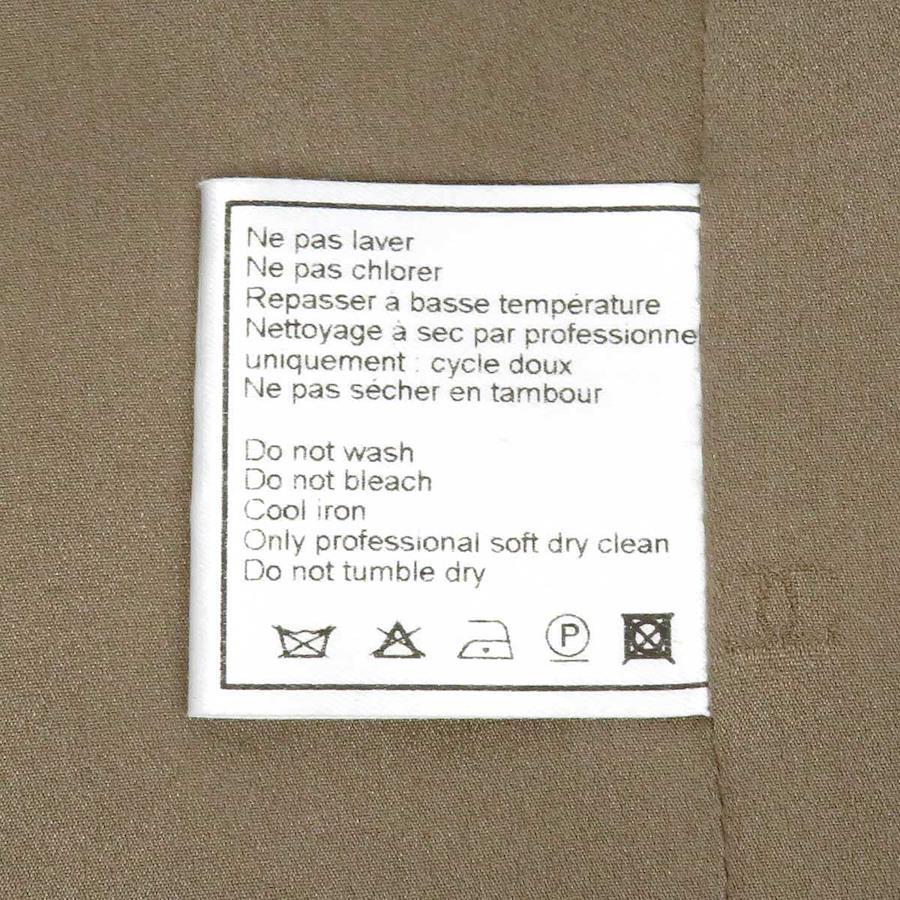 Ne pas laver
Ne pas chlorer
Repasser à basse température
Nettoyage à sec par professionne
uniquement : cycle doux
Ne pas sécher en tambour
Do not wash
Do not bleach
Cool iron
Only professional soft dry clean
Do not tumble dry
P